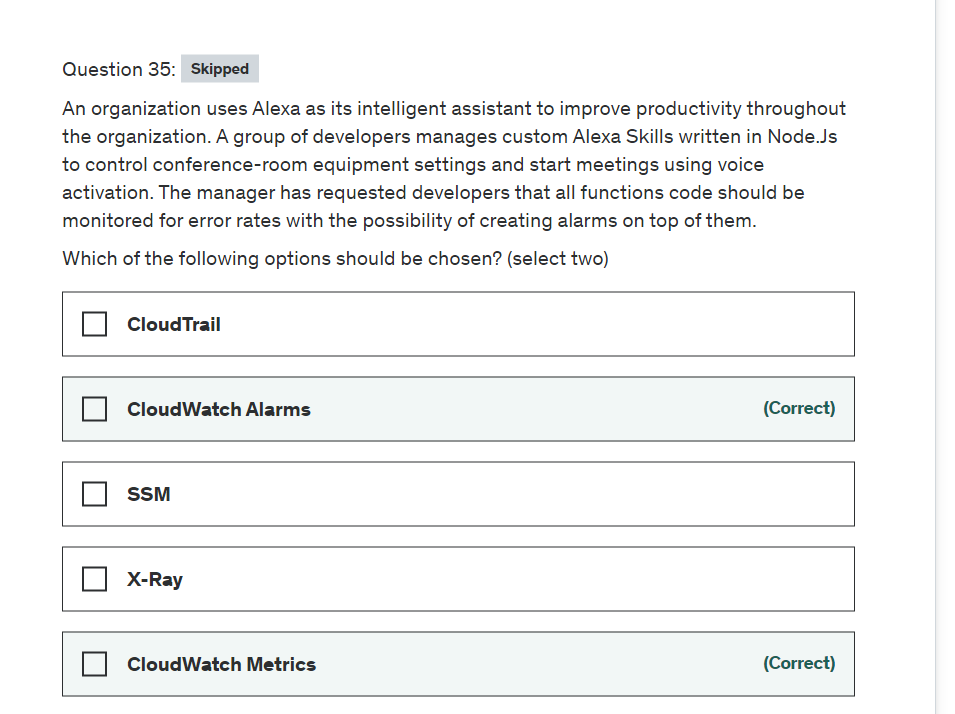 Question 35: Skipped
An organization uses Alexa as its intelligent assistant to improve productivity throughout
the organization. A group of developers manages custom Alexa Skills written in Node.Js
to control conference-room equipment settings and start meetings using voice
activation. The manager has requested developers that all functions code should be
monitored for error rates with the possibility of creating alarms on top of them.
Which of the following options should be chosen? (select two)
CloudTrail
CloudWatch Alarms (Correct)
SSM
X-Ray
CloudWatch Metrics (Correct)